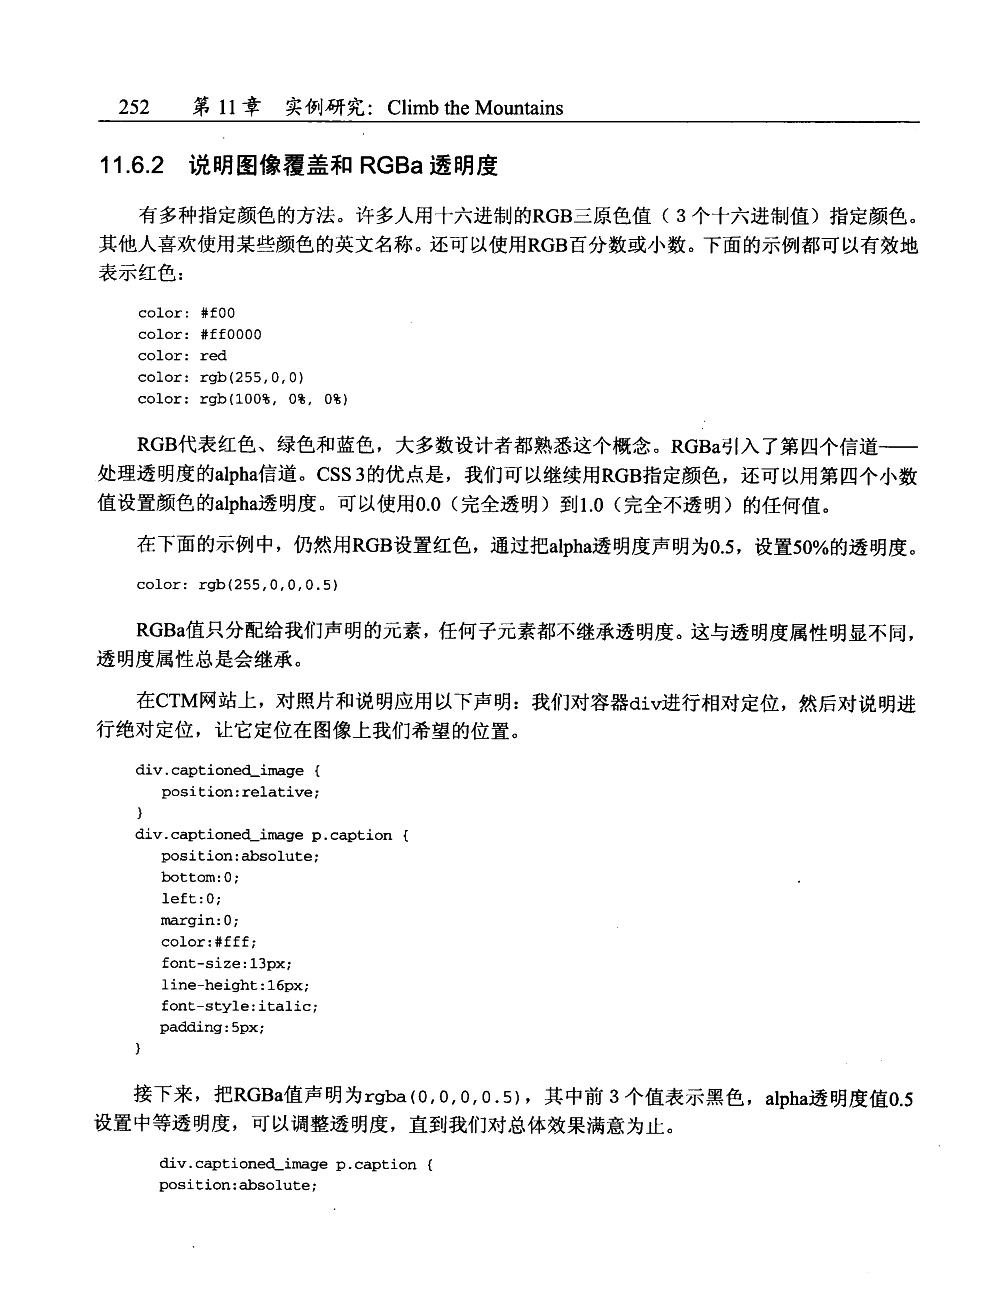 252 第 11 章 实例研究：Climb the Mountains
11.6.2 说明图像覆盖和 RGBa 透明度
有多种指定颜色的方法。许多人用十六进制的RGB三原色值（3 个十六进制值）指定颜色。
其他人喜欢使用某些颜色的英文名称。还可以使用RGB百分数或小数。下面的示例都可以有效地
表示红色：
color: #f00
color: #ff0000
color: red
color: rgb(255,0,0)
color: rgb(100%, 0%, 0%)
RGB代表红色、绿色和蓝色，大多数设计者都熟悉这个概念。RGBa引入了第四个信道——
处理透明度的alpha信道。CSS 3的优点是，我们可以继续用RGB指定颜色，还可以用第四个小数
值设置颜色的alpha透明度。可以使用0.0（完全透明）到1.0（完全不透明）的任何值。
在下面的示例中，仍然用RGB设置红色，通过把alpha透明度声明为0.5，设置50%的透明度。
color: rgb(255,0,0,0.5)
RGBa值只分配给我们声明的元素，任何子元素都不继承透明度。这与透明度属性明显不同，
透明度属性总是会继承。
在CTM网站上，对照片和说明应用以下声明：我们对容器div进行相对定位，然后对说明进
行绝对定位，让它定位在图像上我们希望的位置。
div.captioned_image {
position:relative;
}
div.captioned_image p.caption {
position:absolute;
bottom:0;
left:0;
margin:0;
color:#fff;
font-size:13px;
line-height:16px;
font-style:italic;
padding:5px;
}
接下来，把RGBa值声明为rgba(0,0,0,0.5)，其中前 3 个值表示黑色，alpha透明度值0.5
设置中等透明度，可以调整透明度，直到我们对总体效果满意为止。
div.captioned_image p.caption {
position:absolute;